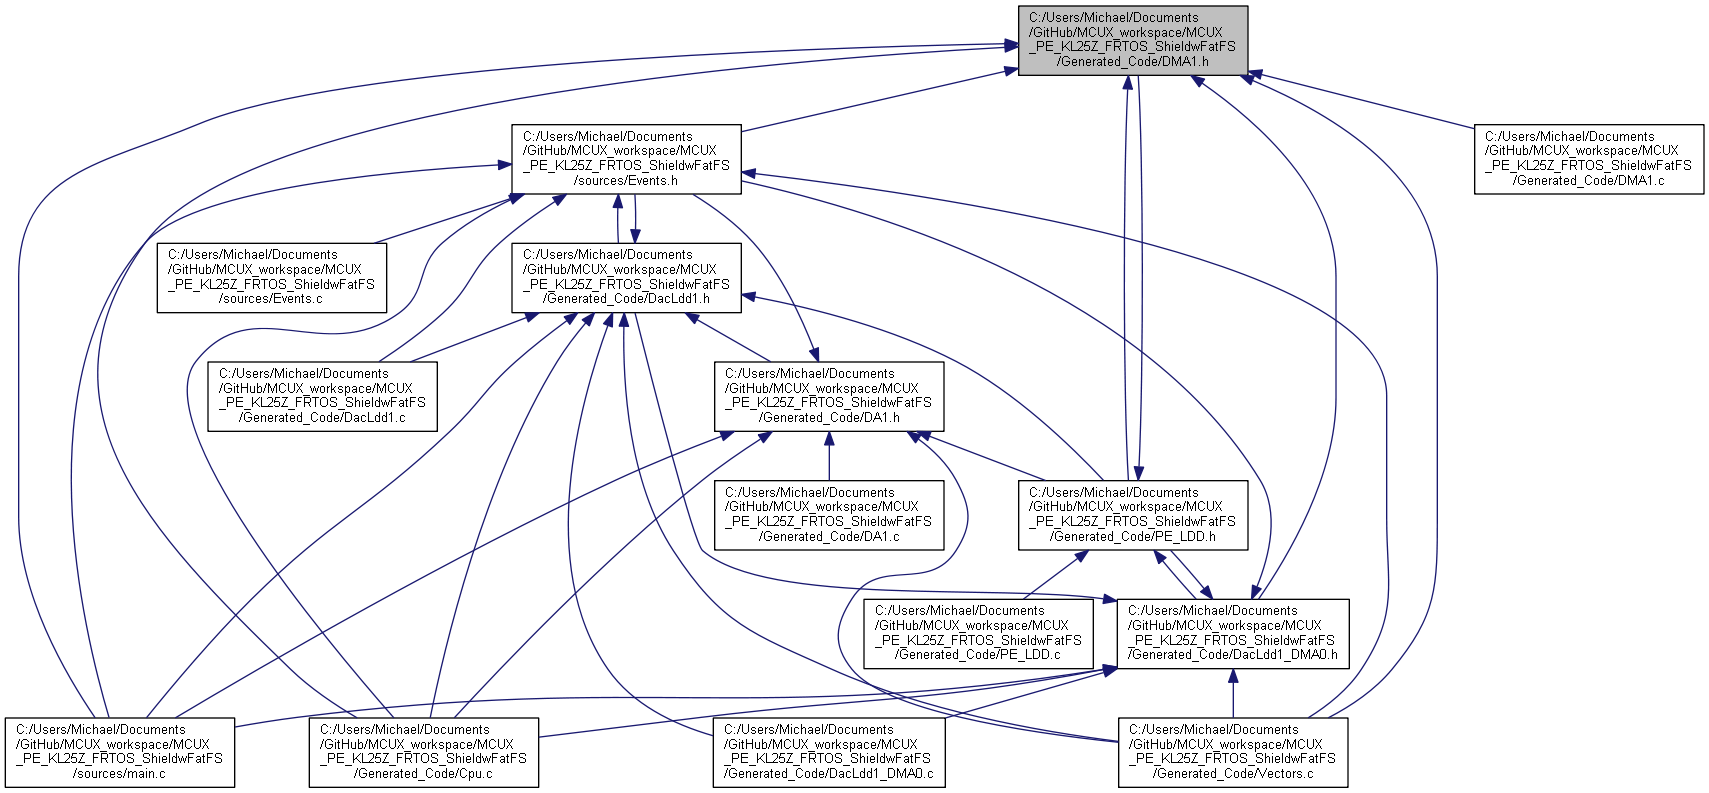 C:/Users/Michael/Documents
/GitHub/MCUX_workspace/MCUX
_PE_KL25Z_FRTOS_ShieldwFatFS
/Generated_Code/DMA1.h
C:/Users/Michael/Documents
/GitHub/MCUX_workspace/MCUX
_PE_KL25Z_FRTOS_ShieldwFatFS
/sources/Events.h
C:/Users/Michael/Documents
/GitHub/MCUX_workspace/MCUX
_PE_KL25Z_FRTOS_ShieldwFatFS
/Generated_Code/DMA1.c
C:/Users/Michael/Documents
/GitHub/MCUX_workspace/MCUX
_PE_KL25Z_FRTOS_ShieldwFatFS
/sources/Events.c
C:/Users/Michael/Documents
/GitHub/MCUX_workspace/MCUX
_PE_KL25Z_FRTOS_ShieldwFatFS
/Generated_Code/DacLdd1.h
C:/Users/Michael/Documents
/GitHub/MCUX_workspace/MCUX
_PE_KL25Z_FRTOS_ShieldwFatFS
/Generated_Code/DacLdd1.c
C:/Users/Michael/Documents
/GitHub/MCUX_workspace/MCUX
_PE_KL25Z_FRTOS_ShieldwFatFS
/Generated_Code/DA1.h
C:/Users/Michael/Documents
/GitHub/MCUX_workspace/MCUX
_PE_KL25Z_FRTOS_ShieldwFatFS
/Generated_Code/DA1.c
C:/Users/Michael/Documents
/GitHub/MCUX_workspace/MCUX
_PE_KL25Z_FRTOS_ShieldwFatFS
/Generated_Code/PE_LDD.h
C:/Users/Michael/Documents
/GitHub/MCUX_workspace/MCUX
_PE_KL25Z_FRTOS_ShieldwFatFS
/Generated_Code/PE_LDD.c
C:/Users/Michael/Documents
/GitHub/MCUX_workspace/MCUX
_PE_KL25Z_FRTOS_ShieldwFatFS
/Generated_Code/DacLdd1_DMA0.h
C:/Users/Michael/Documents
/GitHub/MCUX_workspace/MCUX
_PE_KL25Z_FRTOS_ShieldwFatFS
/sources/main.c
C:/Users/Michael/Documents
/GitHub/MCUX_workspace/MCUX
_PE_KL25Z_FRTOS_ShieldwFatFS
/Generated_Code/Cpu.c
C:/Users/Michael/Documents
/GitHub/MCUX_workspace/MCUX
_PE_KL25Z_FRTOS_ShieldwFatFS
/Generated_Code/DacLdd1_DMA0.c
C:/Users/Michael/Documents
/GitHub/MCUX_workspace/MCUX
_PE_KL25Z_FRTOS_ShieldwFatFS
/Generated_Code/Vectors.c